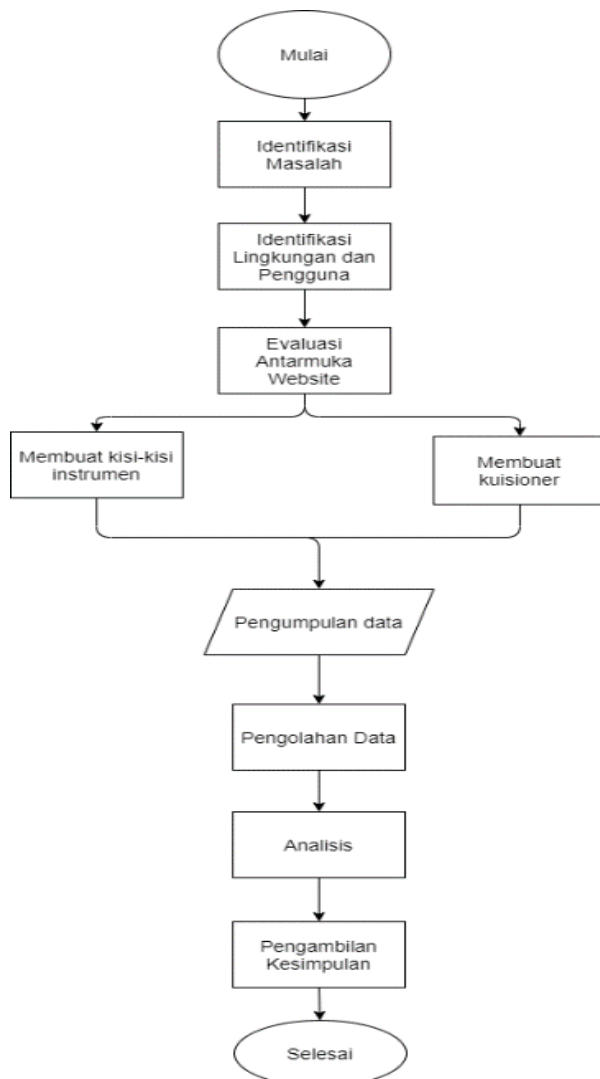 Mulai
Identifikasi
Masalah
Identifikasi
Lingkungan dan
Pengguna
Evaluasi
Antarmuka
Website
Membuat kisi-kisi
instrumen
Membuat
kuisioner
Pengumpulan data
Pengolahan Data
Analisis
Pengambilan
Kesimpulan
Selesai